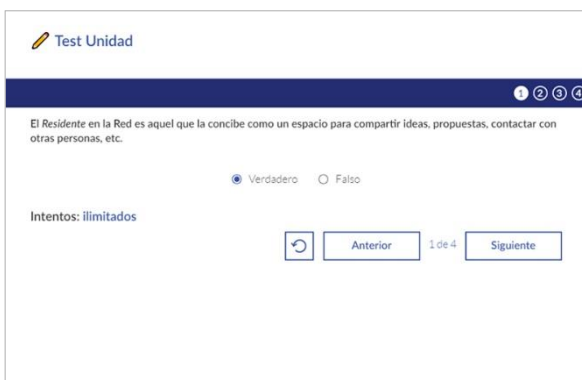 Test Unidad
1 2 3 4
El Residente en la Red es aquel que la concibe como un espacio para compartir ideas, propuestas, contactar con
otras personas, etc.
Verdadero Falso
Intentos: ilimitados
Anterior 1 de 4 Siguiente